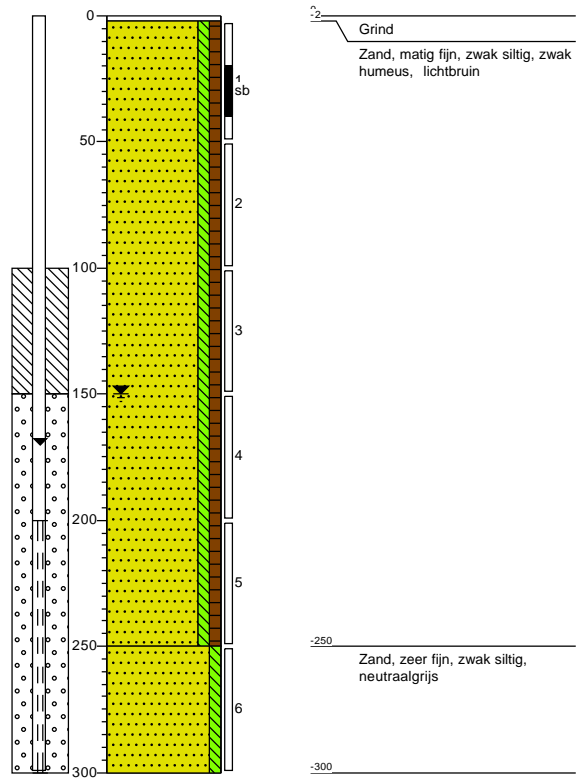 0
50
100
150
200
250
300
1
sb
2
3
4
5
6
0
-2
Grind
Zand, matig fijn, zwak siltig, zwak
humeus, lichtbruin
-250
Zand, zeer fijn, zwak siltig,
neutraalgrijs
-300